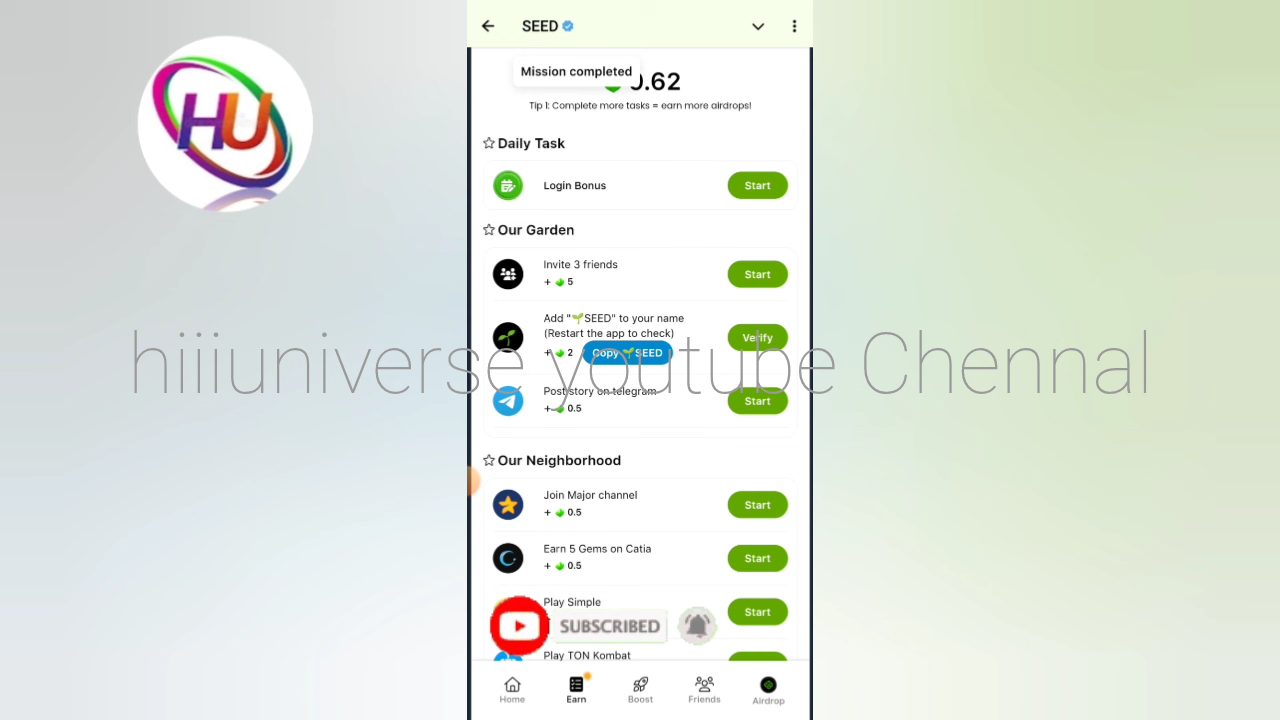 SEED
Mission completed
0.62
Tip 1: Complete more tasks = earn more airdrops!
HU
Daily Task
Login Bonus
Start
Our Garden
Invite 3 friends
+ 5
Start
Add "🌱SEED" to your name
(Restart the app to check)
+ 2
Copy 🌱SEED
Verify
hiiiuniverse youtube Chennal
Post story on telegram
+ 0.5
Start
Our Neighborhood
Join Major channel
+ 0.5
Start
Earn 5 Gems on Catia
+ 0.5
Start
Play Simple
Start
SUBSCRIBED
Play TON Kombat
Home
Earn
Boost
Friends
Airdrop